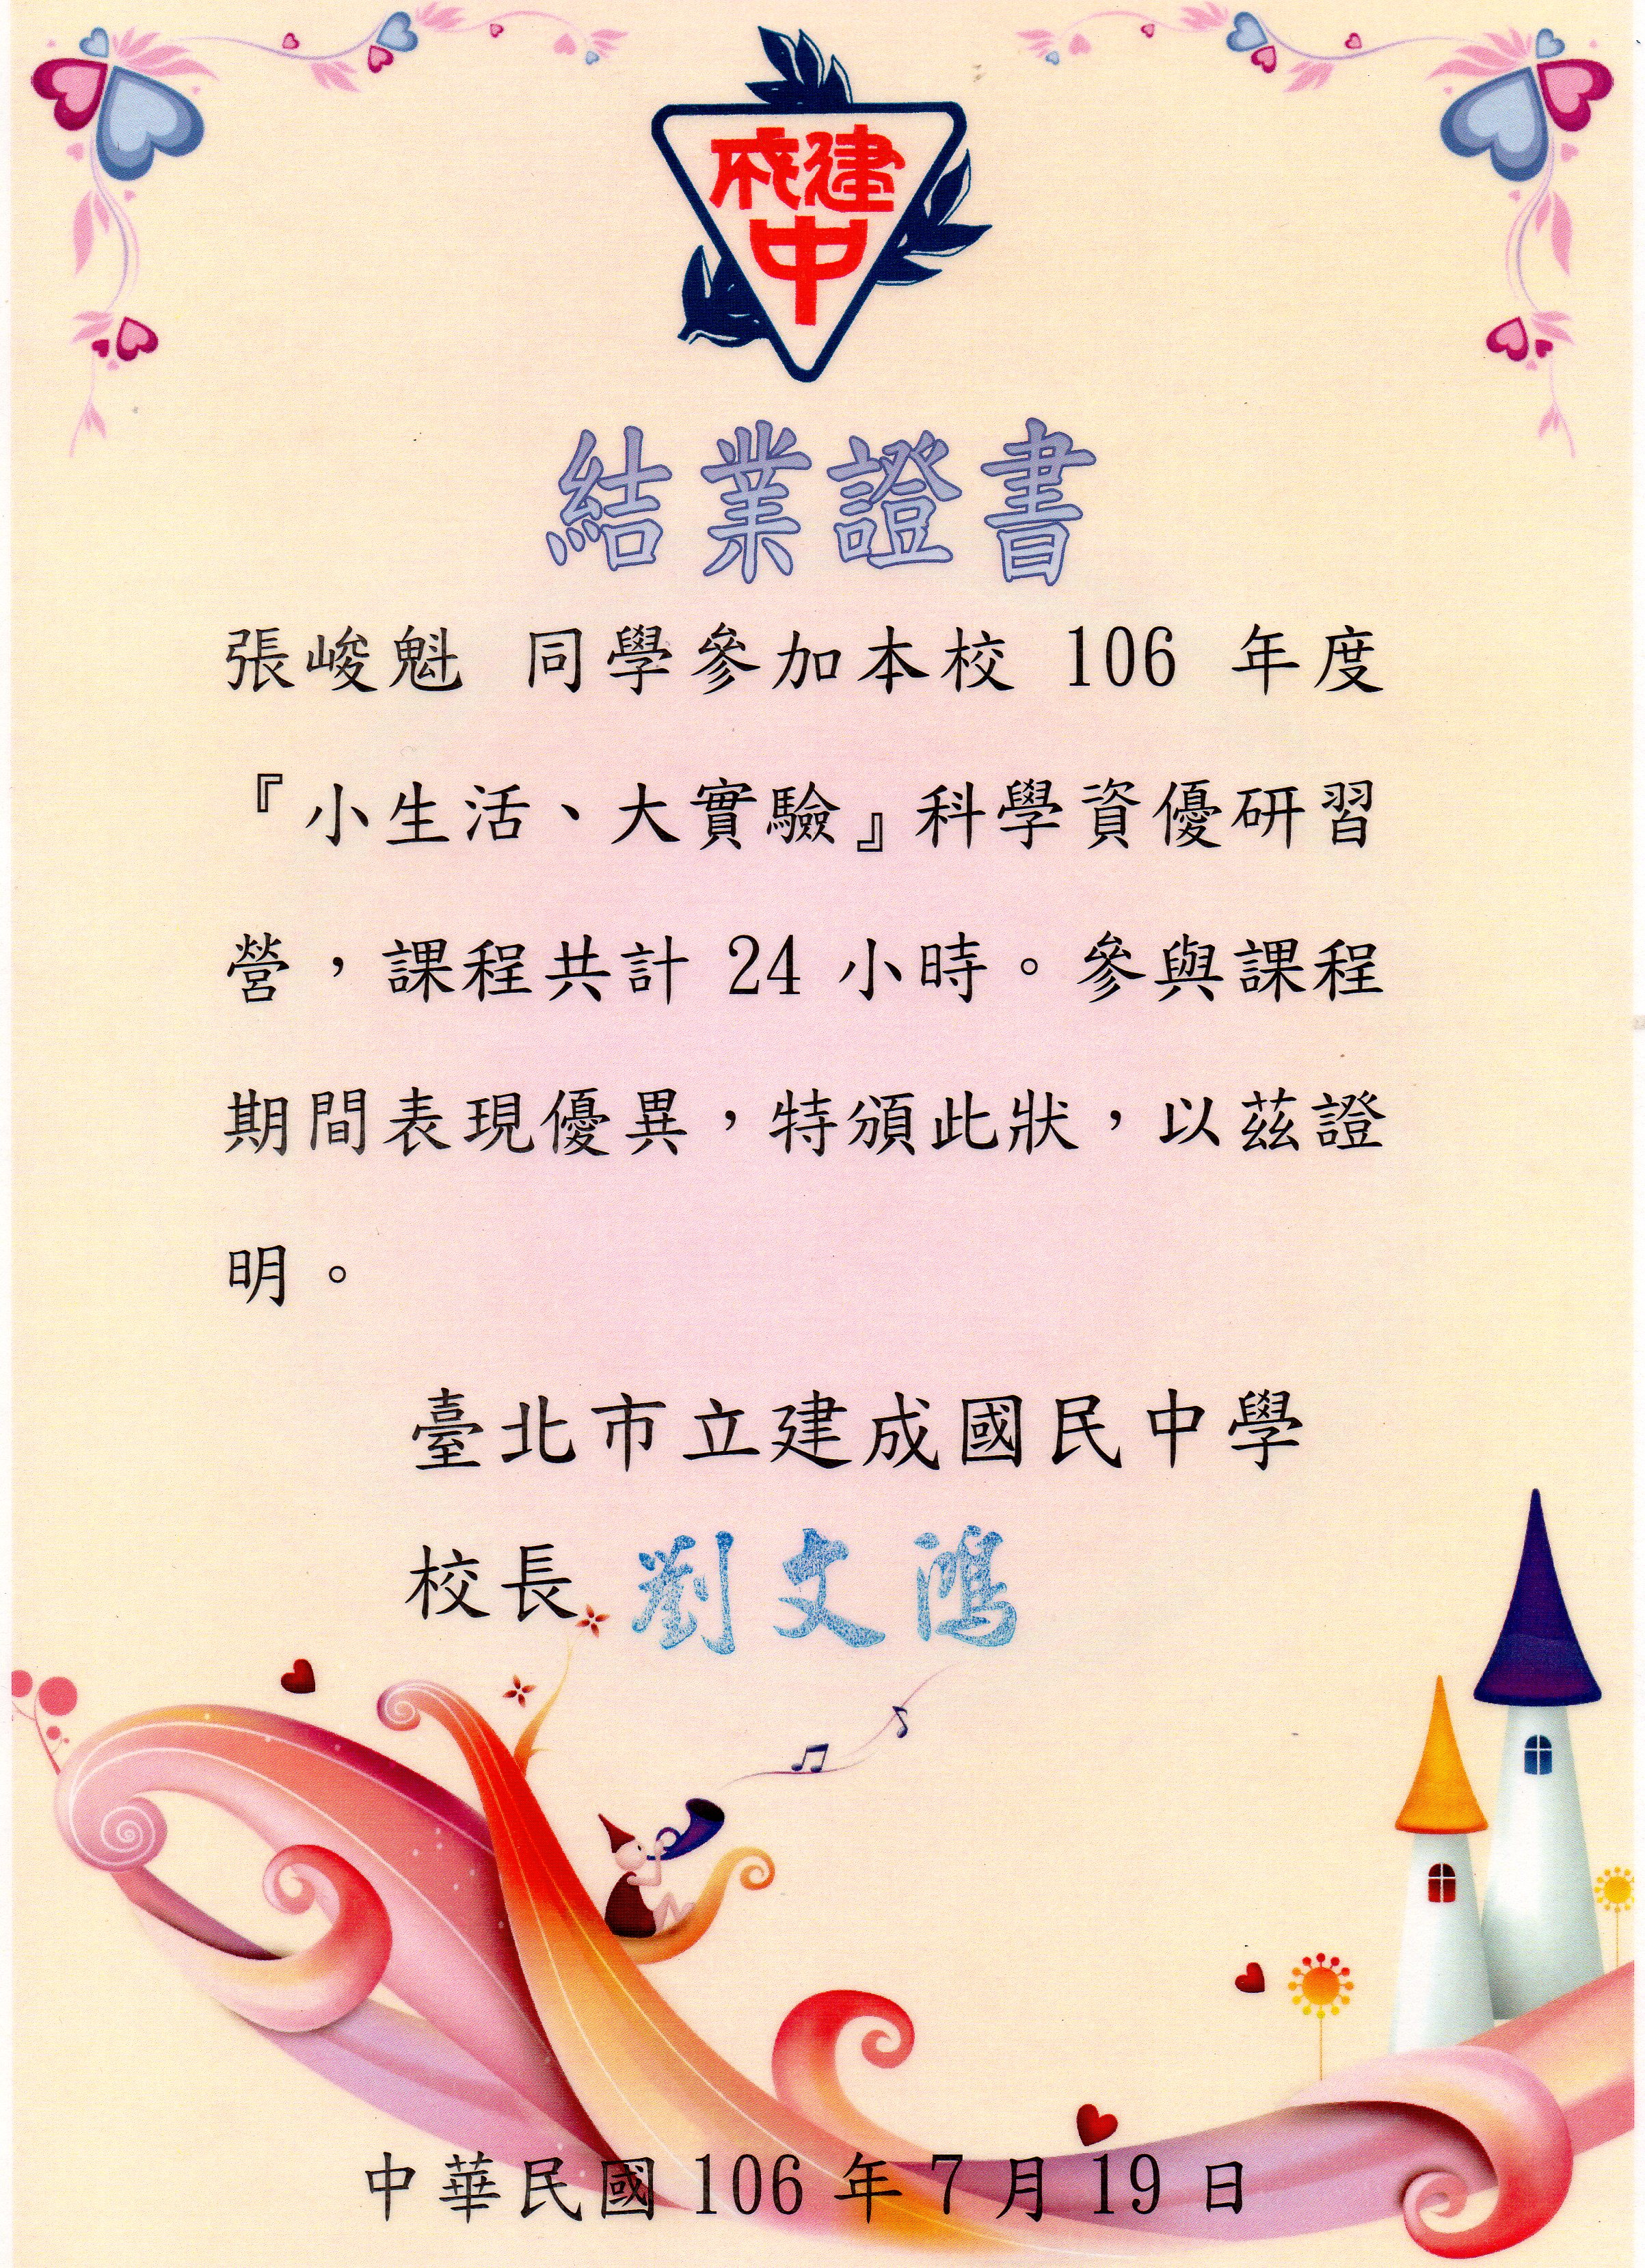 建成
中
結業證書
張峻魁 同學參加本校 106 年度
『小生活、大實驗』科學資優研習
營，課程共計 24 小時。參與課程
期間表現優異，特頒此狀，以茲證
明。
臺北市立建成國民中學
校長 劉文鴻
中華民國 106 年 7 月 19 日